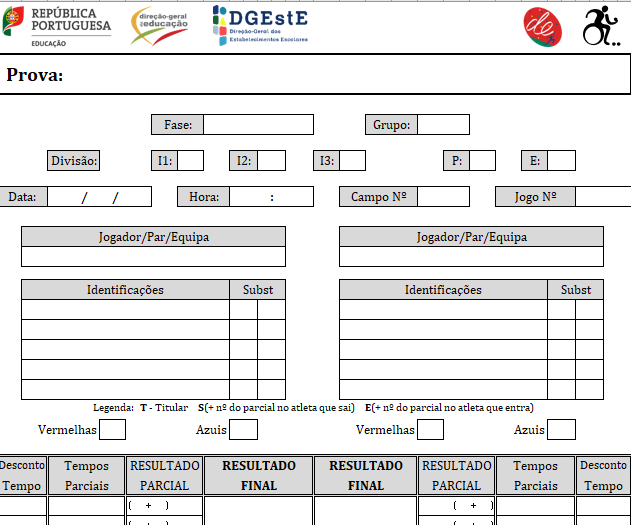 REPÚBLICA
PORTUGUESA
EDUCAÇÃO
direção-geral
da educação
DGEstE
Direção-Geral dos
Estabelecimentos Escolares
de
Prova:
Fase: Grupo:
Divisão: I1: I2: I3: P: E:
Data: / / Hora: : Campo Nº Jogo Nº
Jogador/Par/Equipa Jogador/Par/Equipa
Identificações Subst Identificações Subst
Legenda: T - Titular S(+ nº do parcial no atleta que sai) E(+ nº do parcial no atleta que entra)
Vermelhas Azuis Vermelhas Azuis
Desconto Tempos RESULTADO RESULTADO RESULTADO RESULTADO Tempos Desconto
Tempo Parciais PARCIAL FINAL FINAL PARCIAL Parciais Tempo
( + ) ( + )